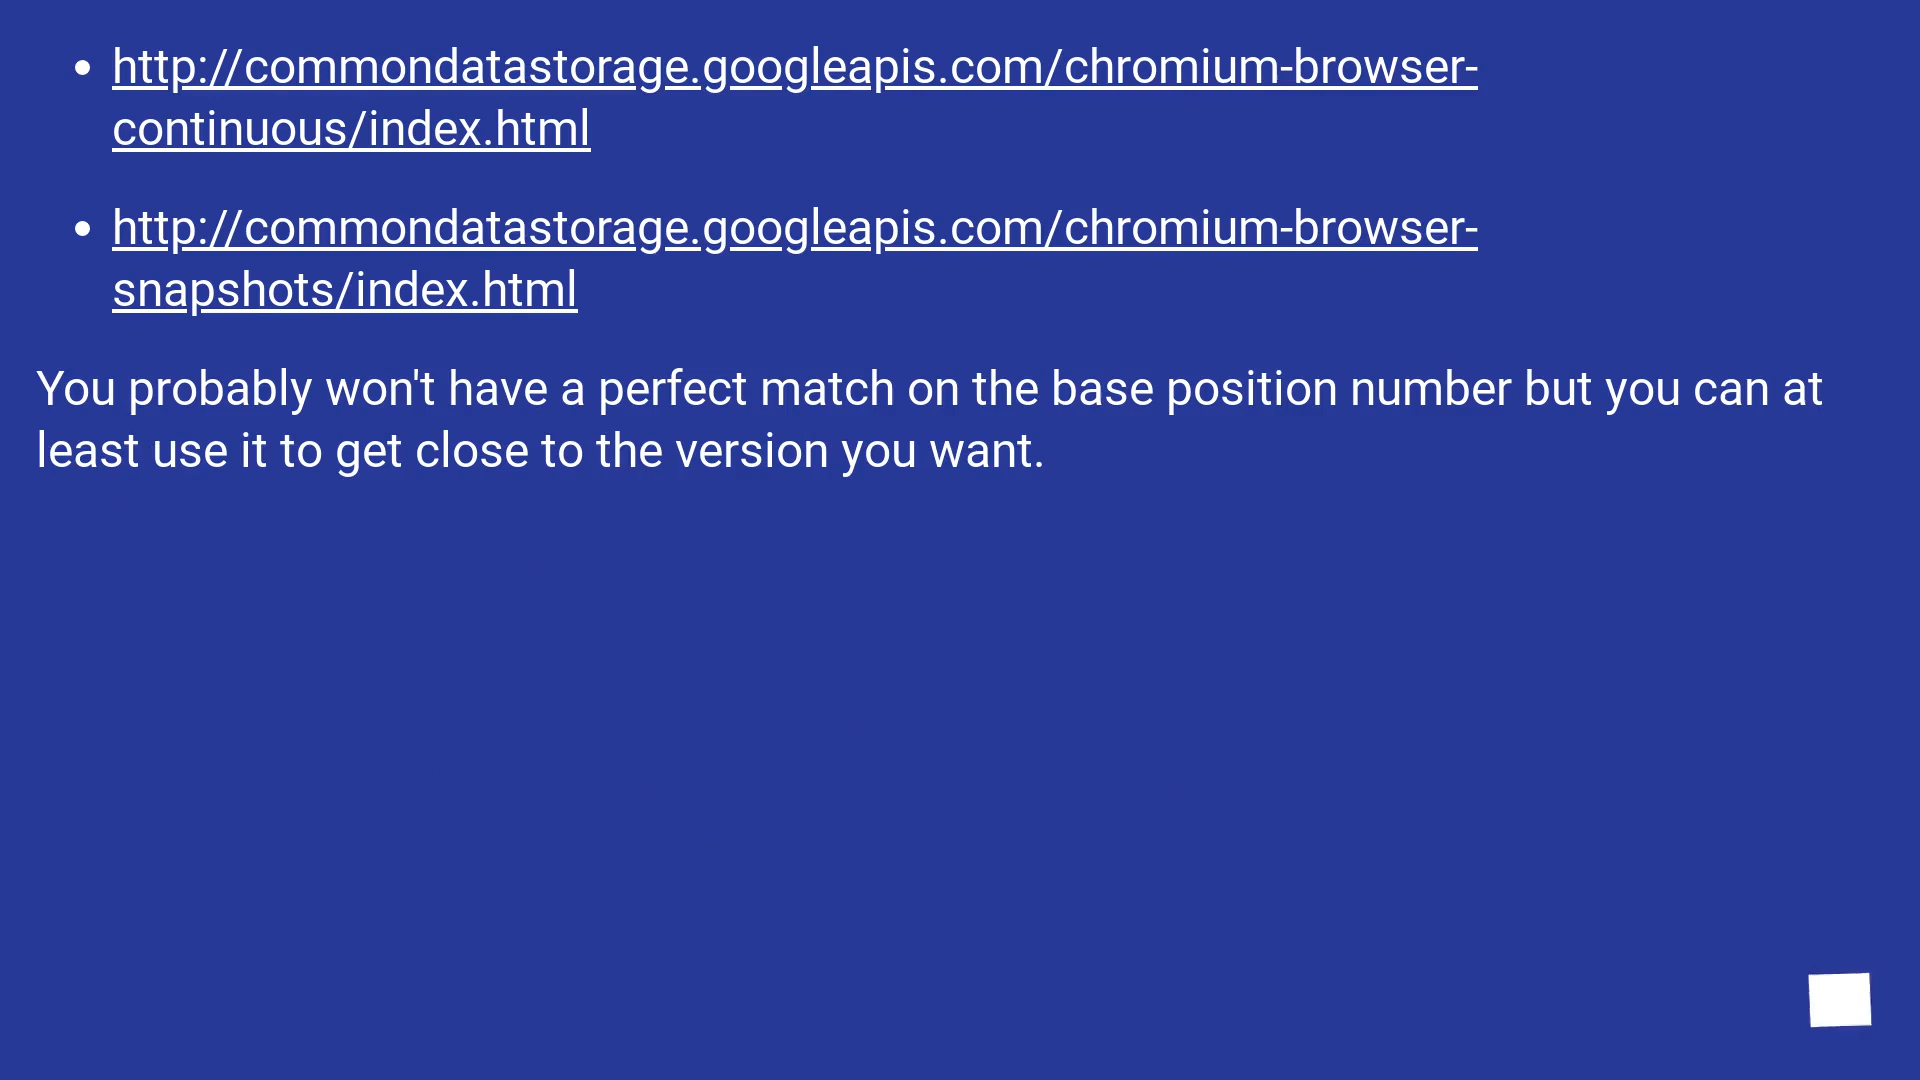 http://commondatastorage.googleapis.com/chromium-browser-
continuous/index.html
http://commondatastorage.googleapis.com/chromium-browser-
snapshots/index.html
You probably won't have a perfect match on the base position number but you can at
least use it to get close to the version you want.